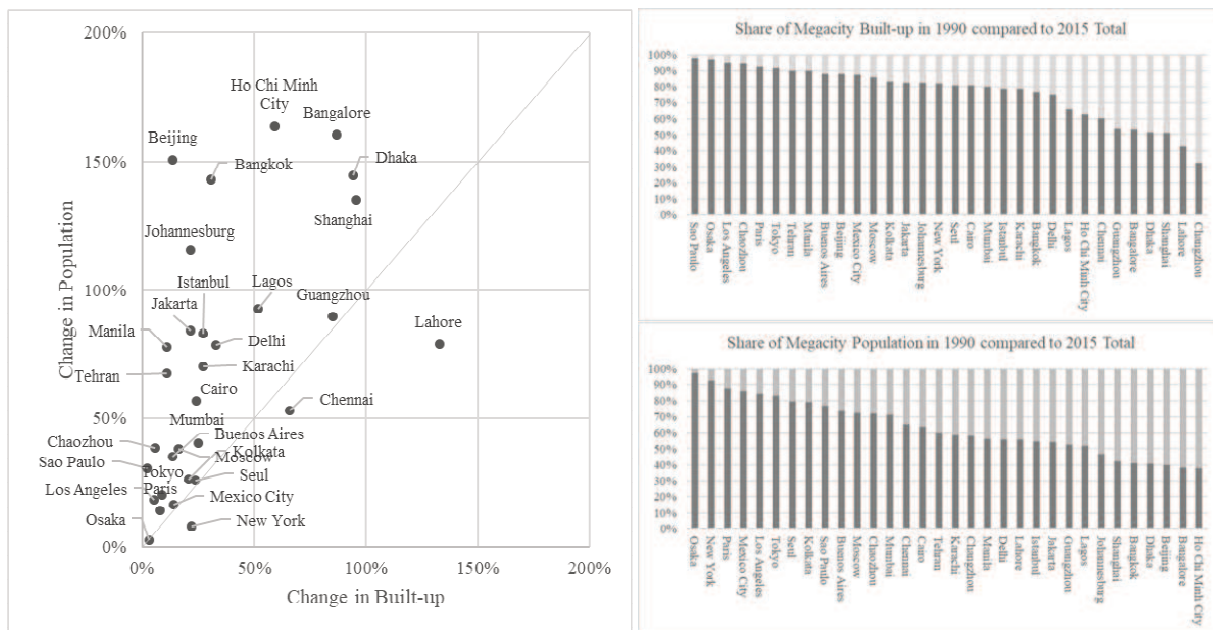 200%
150%
100%
50%
0%
Change in Population
Ho Chi Minh
City
Bangalore
Beijing
Bangkok
Dhaka
Shanghai
Johannesburg
Istanbul
Lagos
Jakarta
Guangzhou
Manila
Delhi
Lahore
Tehran
Karachi
Cairo
Chennai
Mumbai
Chaozhou
Buenos Aires
Kolkata
Moscow
Sao Paulo
Tokyo
Seul
Los Angeles
Paris
Mexico City
Osaka
New York
0%
50%
100%
150%
200%
Change in Built-up
Share of Megacity Built-up in 1990 compared to 2015 Total
100%
90%
80%
70%
60%
50%
40%
30%
20%
10%
0%
Sao Paulo
Osaka
Los Angeles
Chaozhou
Paris
Tokyo
Tehran
Manila
Buenos Aires
Beijing
Mexico City
Moscow
Kolkata
Jakarta
Johannesburg
New York
Seul
Cairo
Mumbai
Istanbul
Karachi
Bangkok
Delhi
Lagos
Ho Chi Minh City
Chennai
Guangzhou
Bangalore
Dhaka
Shanghai
Lahore
Changzhou
Share of Megacity Population in 1990 compared to 2015 Total
100%
90%
80%
70%
60%
50%
40%
30%
20%
10%
0%
Osaka
New York
Paris
Mexico City
Los Angeles
Tokyo
Seul
Kolkata
Sao Paulo
Buenos Aires
Moscow
Chaozhou
Mumbai
Chennai
Cairo
Tehran
Karachi
Changzhou
Manila
Delhi
Lahore
Istanbul
Jakarta
Guangzhou
Lagos
Johannesburg
Shanghai
Bangkok
Dhaka
Beijing
Bangalore
Ho Chi Minh City